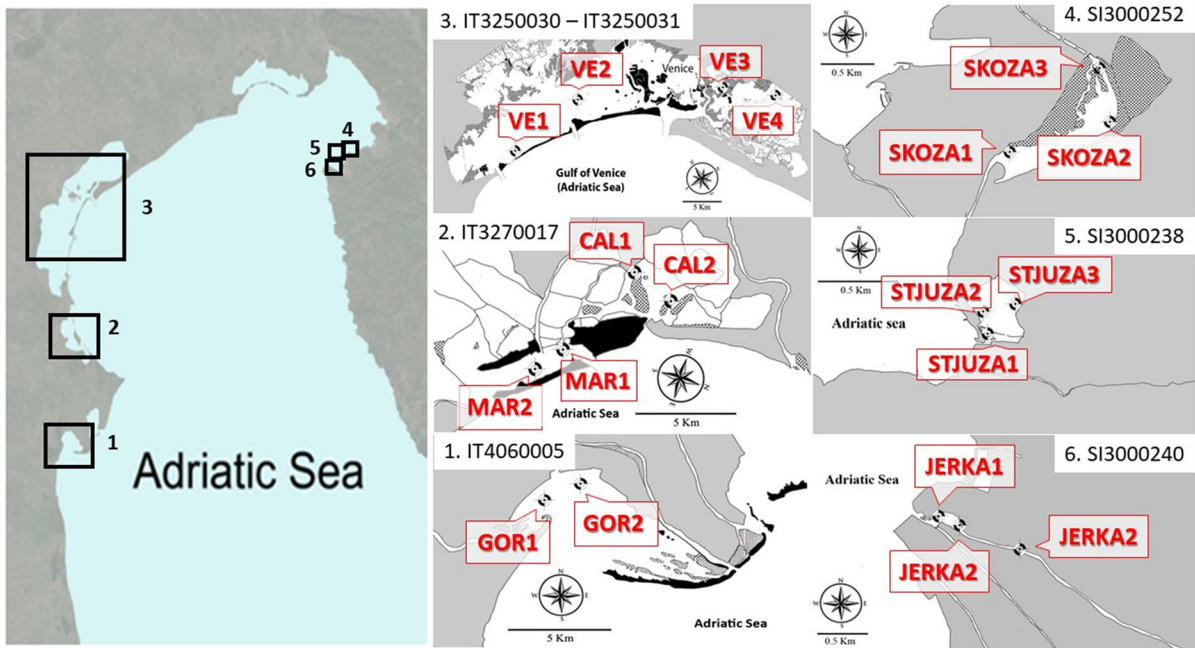 3. IT3250030 – IT3250031
4. SI3000252
VE2
Venice
VE3
VE1
VE4
Gulf of Venice
(Adriatic Sea)
5 Km
N
W E
S
0.5 Km
SKOZA3
SKOZA1
SKOZA2
4
5
6
3
2
1
Adriatic Sea
2. IT3270017
CAL1
CAL2
MAR1
MAR2
Adriatic Sea
5 Km
5. SI3000238
N
W E
S
0.5 Km
STJUZA3
STJUZA2
Adriatic sea
STJUZA1
1. IT4060005
GOR1
GOR2
N
W E
S
5 Km
Adriatic Sea
6. SI3000240
Adriatic Sea
JERKA1
JERKA2
JERKA2
N
W E
S
0.5 Km